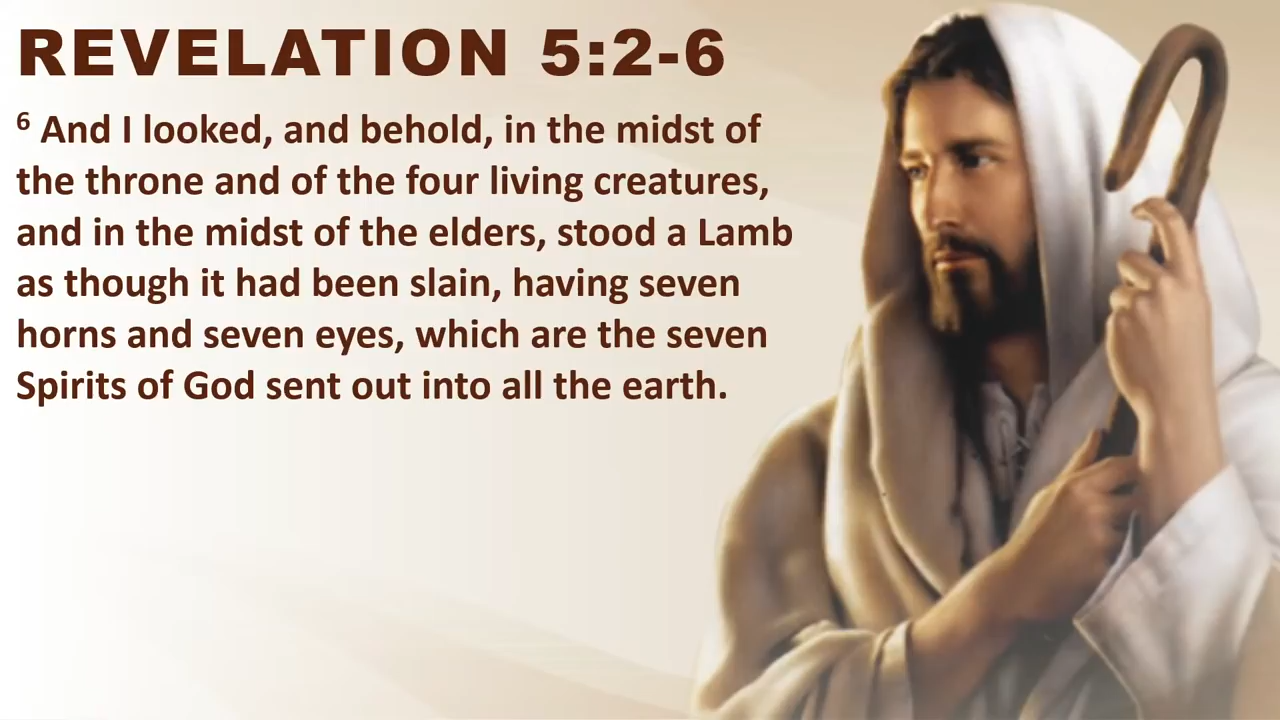 REVELATION 5:2-6
6 And I looked, and behold, in the midst of
the throne and of the four living creatures,
and in the midst of the elders, stood a Lamb
as though it had been slain, having seven
horns and seven eyes, which are the seven
Spirits of God sent out into all the earth.